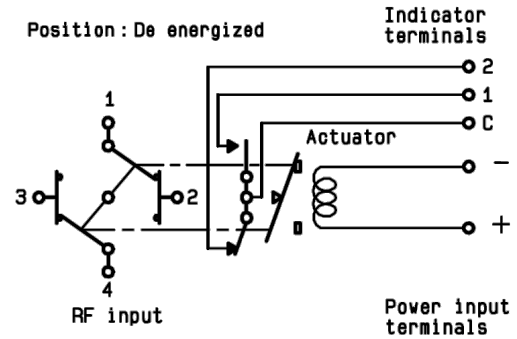 Position : De energized
Indicator
terminals
2
1
C
1
Actuator
−
3
2
+
4
RF input
Power input
terminals